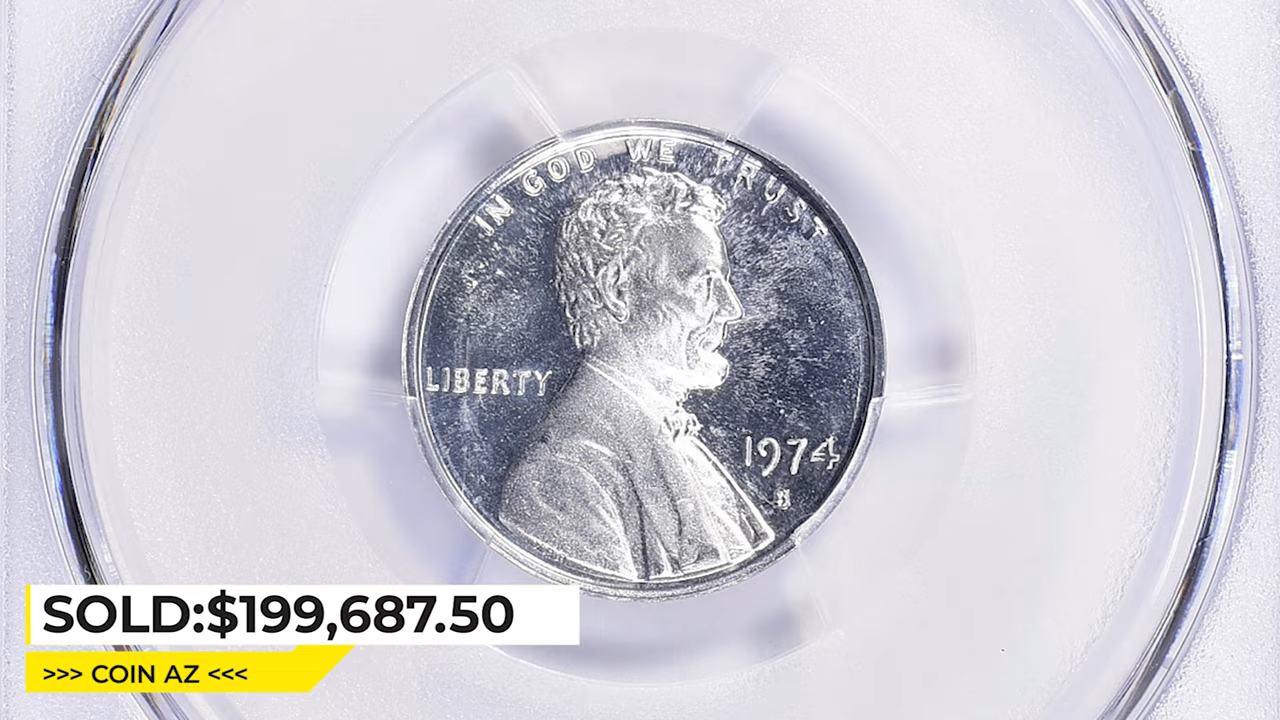 IN GOD WE TRUST
LIBERTY
1974
SOLD:$199,687.50
>>> COIN AZ <<<